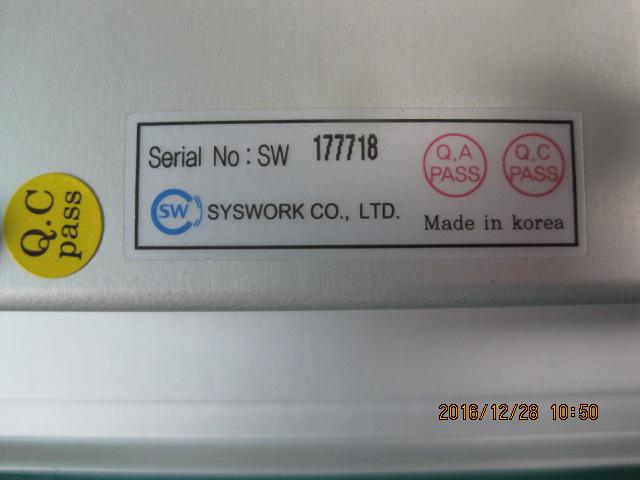 Serial No : SW 177718
Q.A
PASS
Q.C
PASS
SW SYSWORK CO., LTD.
Made in korea
Q.C
pass
2016/12/28 10:50